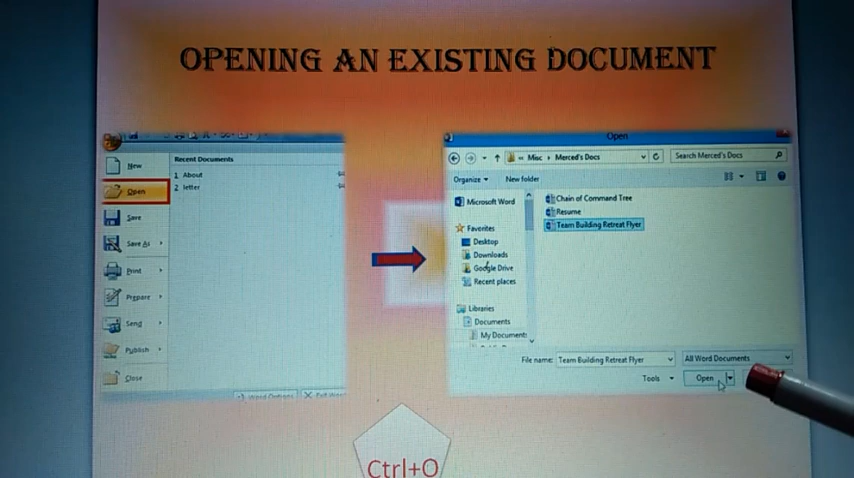 OPENING AN EXISTING DOCUMENT
New
Open
Save
Save As
Print
Prepare
Send
Publish
Close
Recent Documents
1 About
2 letter
Word Options
Open
Misc
Merced's Docs
Search Merced's Docs
Organize
New folder
Microsoft Word
Favorites
Desktop
Downloads
Google Drive
Recent places
Libraries
Documents
My Document
Chain of Command Tree
Resume
Team Building Retreat Flyer
File name: Team Building Retreat Flyer
All Word Documents
Tools
Open
Ctrl+O